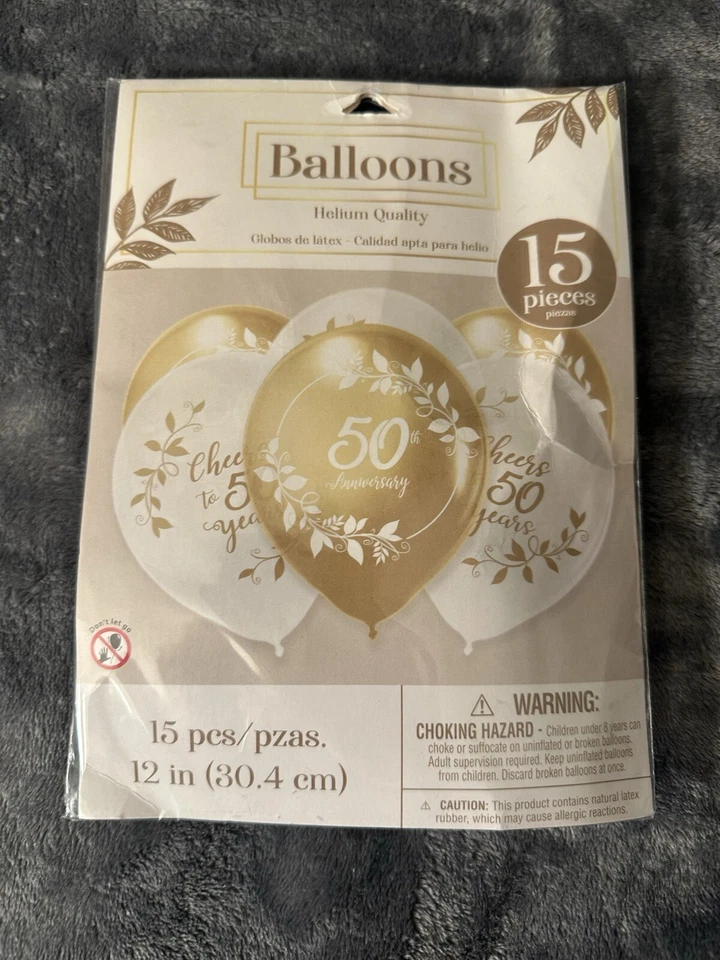 Balloons
Helium Quality
Globos de látex - Calidad apta para helio
15
pieces
piezas
Cheers
to 5
years
50th
Anniversary
Cheers
50
years
Don't let go
15 pcs/pzas.
12 in (30.4 cm)
⚠ WARNING:
CHOKING HAZARD - Children under 8 years can
choke or suffocate on uninflated or broken balloons.
Adult supervision required. Keep uninflated balloons
from children. Discard broken balloons at once.
⚠ CAUTION: This product contains natural latex
rubber, which may cause allergic reactions.